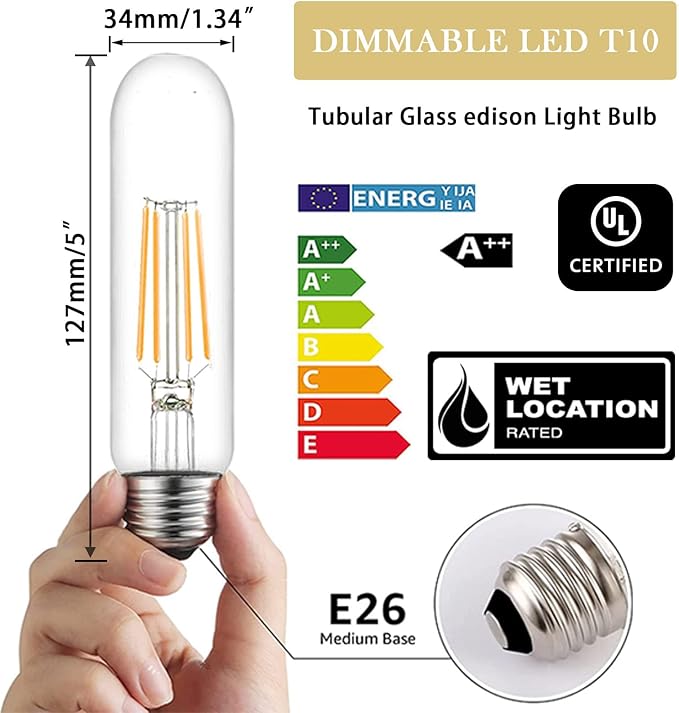 34mm/1.34″
DIMMABLE LED T10
Tubular Glass edison Light Bulb
127mm/5″
ENERG Y IJA
IE IA
A++
A++
A+
A
B
C
D
E
UL
CERTIFIED
WET
LOCATION
RATED
E26
Medium Base